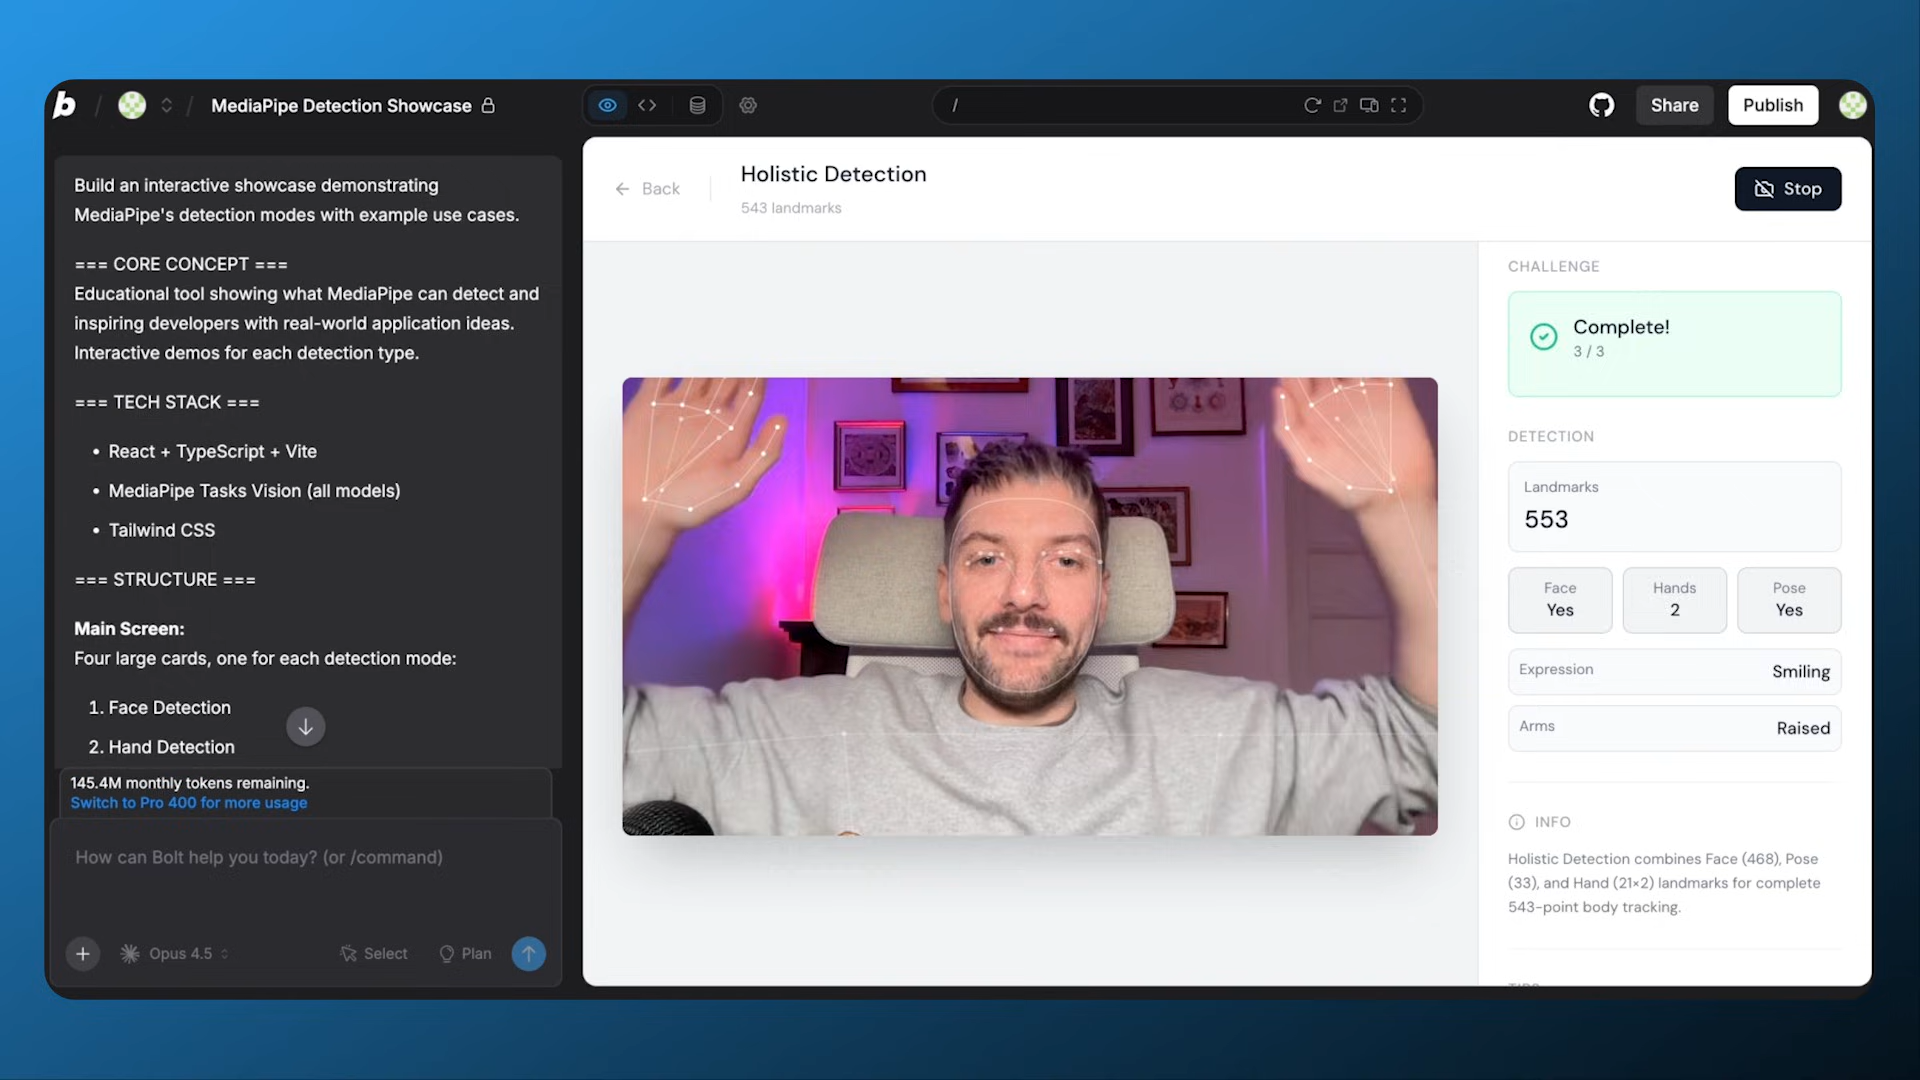 b / / MediaPipe Detection Showcase
/
Share
Publish
Build an interactive showcase demonstrating
MediaPipe's detection modes with example use cases.
=== CORE CONCEPT ===
Educational tool showing what MediaPipe can detect and
inspiring developers with real-world application ideas.
Interactive demos for each detection type.
=== TECH STACK ===
• React + TypeScript + Vite
• MediaPipe Tasks Vision (all models)
• Tailwind CSS
=== STRUCTURE ===
Main Screen:
Four large cards, one for each detection mode:
1. Face Detection
2. Hand Detection
145.4M monthly tokens remaining.
Switch to Pro 400 for more usage
How can Bolt help you today? (or /command)
Opus 4.5
Select
Plan
Back
Holistic Detection
543 landmarks
Stop
CHALLENGE
Complete!
3 / 3
DETECTION
Landmarks
553
Face
Yes
Hands
2
Pose
Yes
Expression
Smiling
Arms
Raised
INFO
Holistic Detection combines Face (468), Pose
(33), and Hand (21×2) landmarks for complete
543-point body tracking.